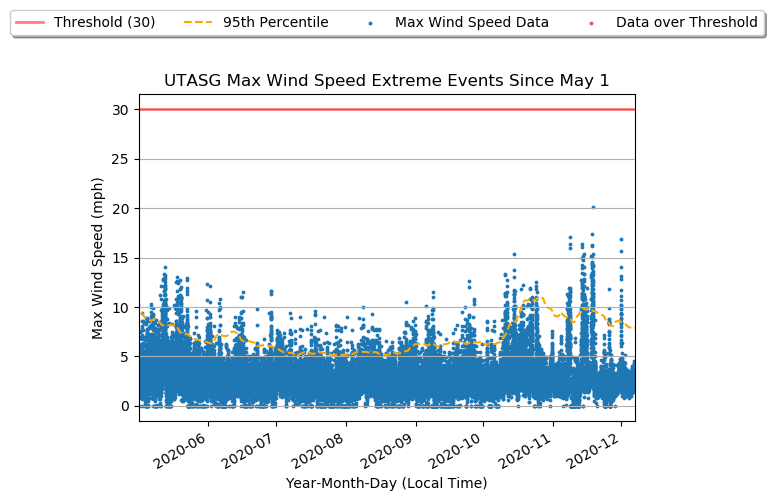 Threshold (30) 95th Percentile Max Wind Speed Data Data over Threshold
UTASG Max Wind Speed Extreme Events Since May 1
30
25
20
15
10
5
0
Max Wind Speed (mph)
2020-06 2020-07 2020-08 2020-09 2020-10 2020-11 2020-12
Year-Month-Day (Local Time)